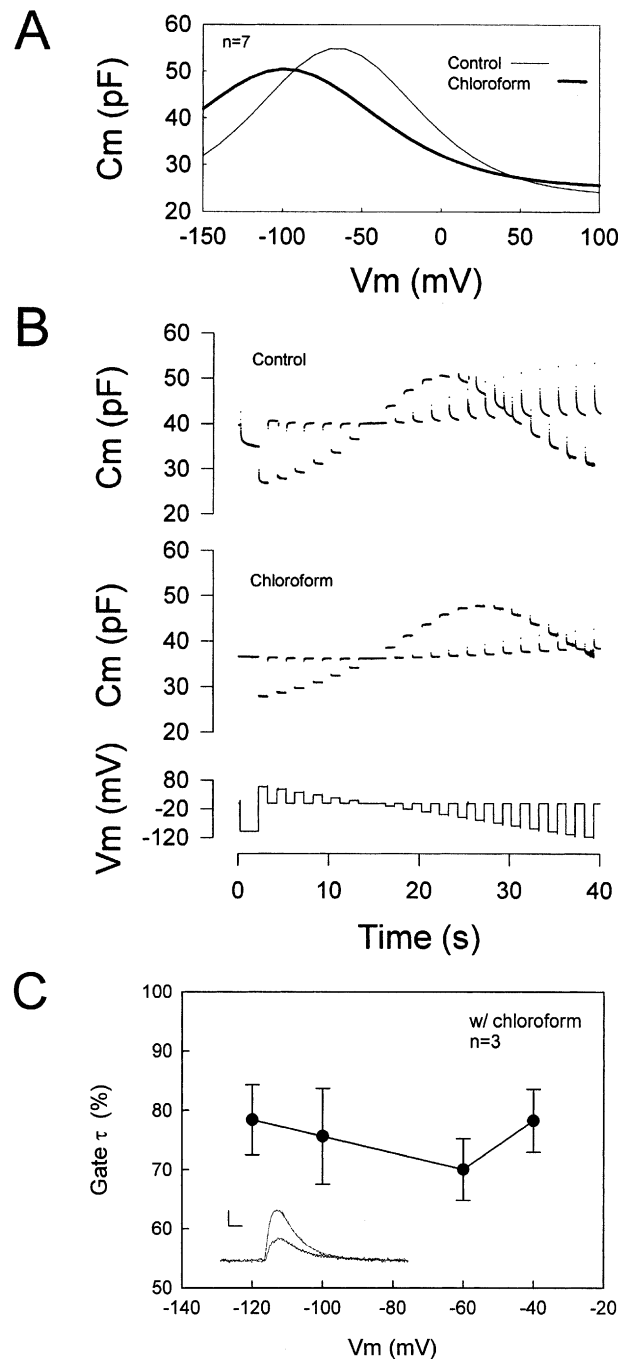 A
60
50
40
30
20
Cm (pF)
n=7
Control
Chloroform
-150 -100 -50 0 50 100
Vm (mV)
B
60
50
40
30
20
Cm (pF)
Control
60
50
40
30
20
Cm (pF)
Chloroform
80
-20
-120
Vm (mV)
0 10 20 30 40
Time (s)
C
100
90
80
70
60
50
Gate τ (%)
w/ chloroform
n=3
-140 -120 -100 -80 -60 -40 -20
Vm (mV)